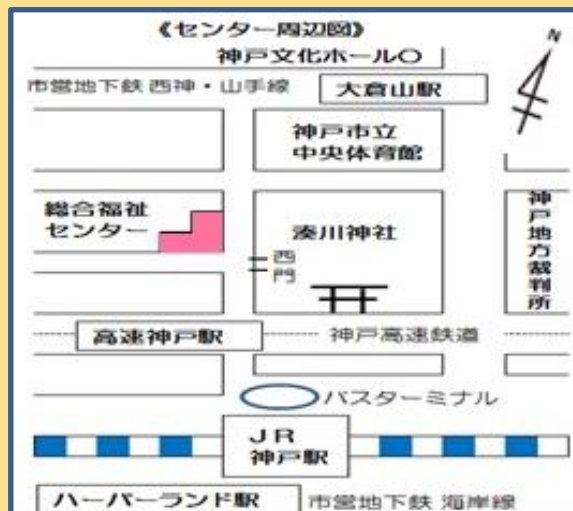 《センター周辺図》
神戸文化ホール○
N
市営地下鉄 西神・山手線
大倉山駅
神戸市立
中央体育館
総合福祉
センター
湊川神社
神戸地方裁判所
西門
高速神戸駅
神戸高速鉄道
バスターミナル
JR
神戸駅
ハーバーランド駅
市営地下鉄 海岸線